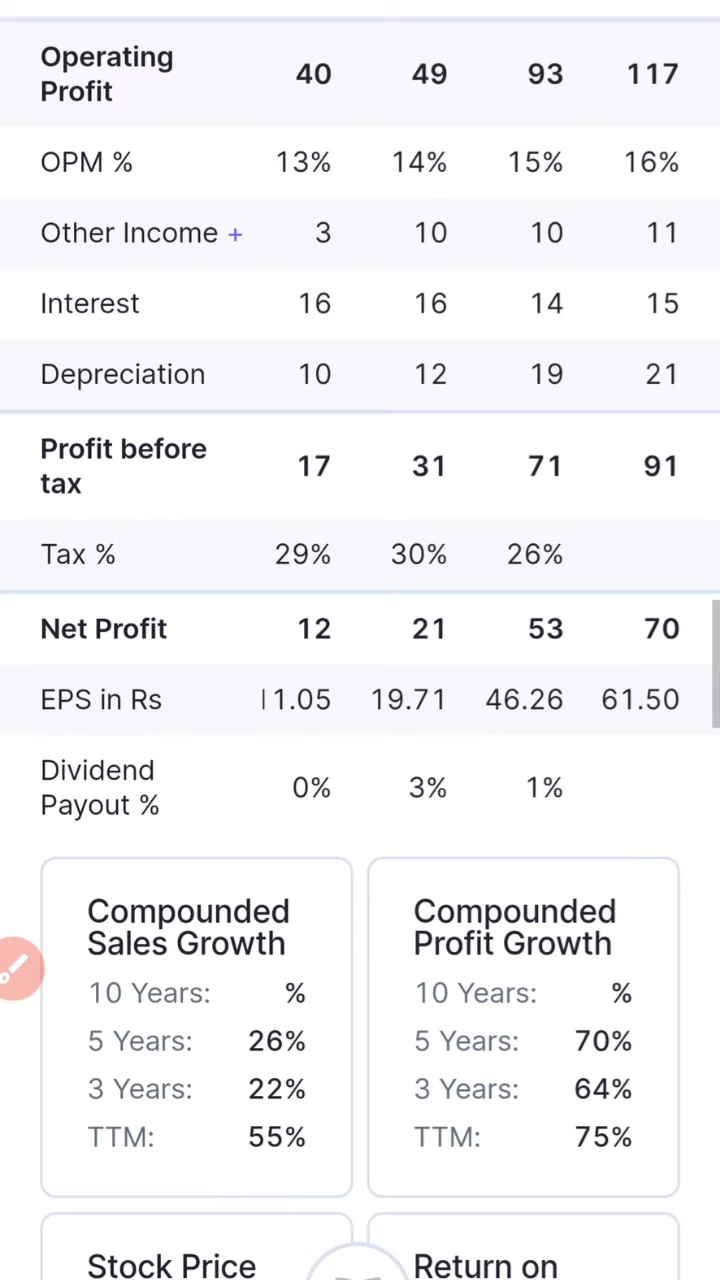 Operating
Profit 40 49 93 117
OPM % 13% 14% 15% 16%
Other Income + 3 10 10 11
Interest 16 16 14 15
Depreciation 10 12 19 21
Profit before
tax 17 31 71 91
Tax % 29% 30% 26%
Net Profit 12 21 53 70
EPS in Rs 11.05 19.71 46.26 61.50
Dividend
Payout % 0% 3% 1%
Compounded
Sales Growth
10 Years: %
5 Years: 26%
3 Years: 22%
TTM: 55%
Compounded
Profit Growth
10 Years: %
5 Years: 70%
3 Years: 64%
TTM: 75%
Stock Price
Return on